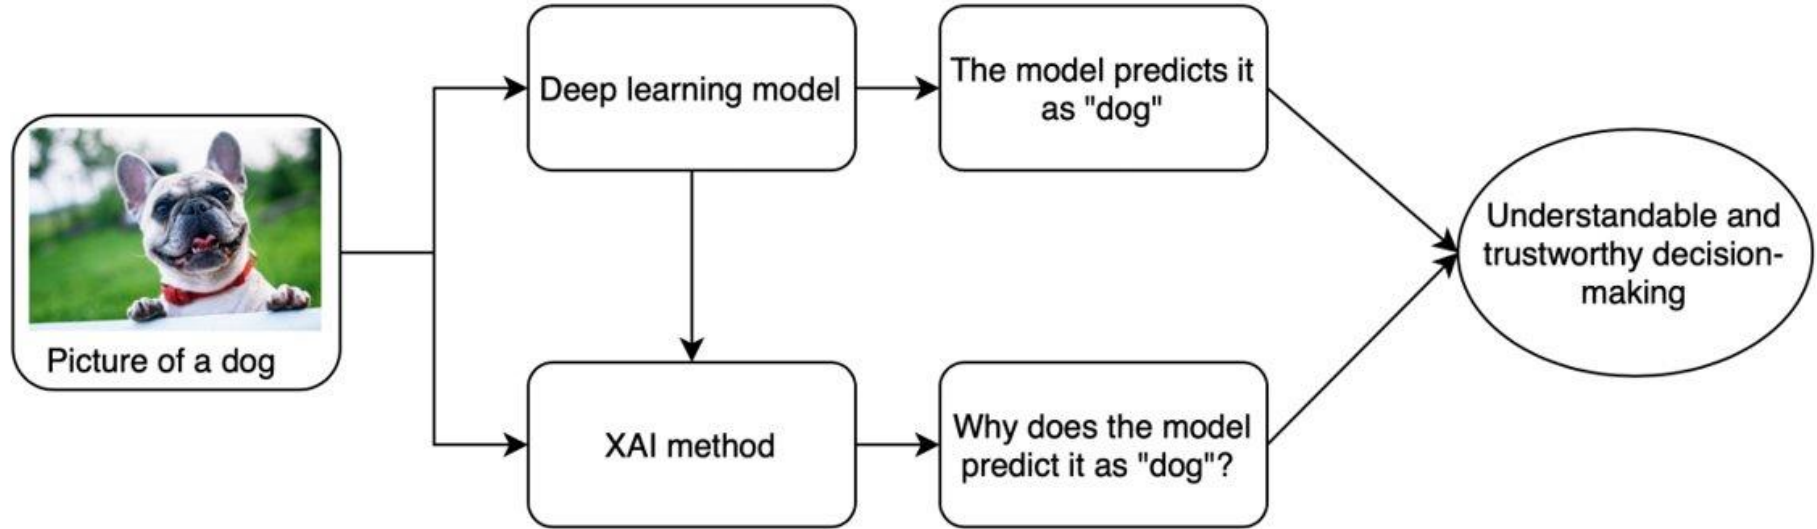 Picture of a dog
Deep learning model
The model predicts it
as "dog"
XAI method
Why does the model
predict it as "dog"?
Understandable and
trustworthy decision-
making